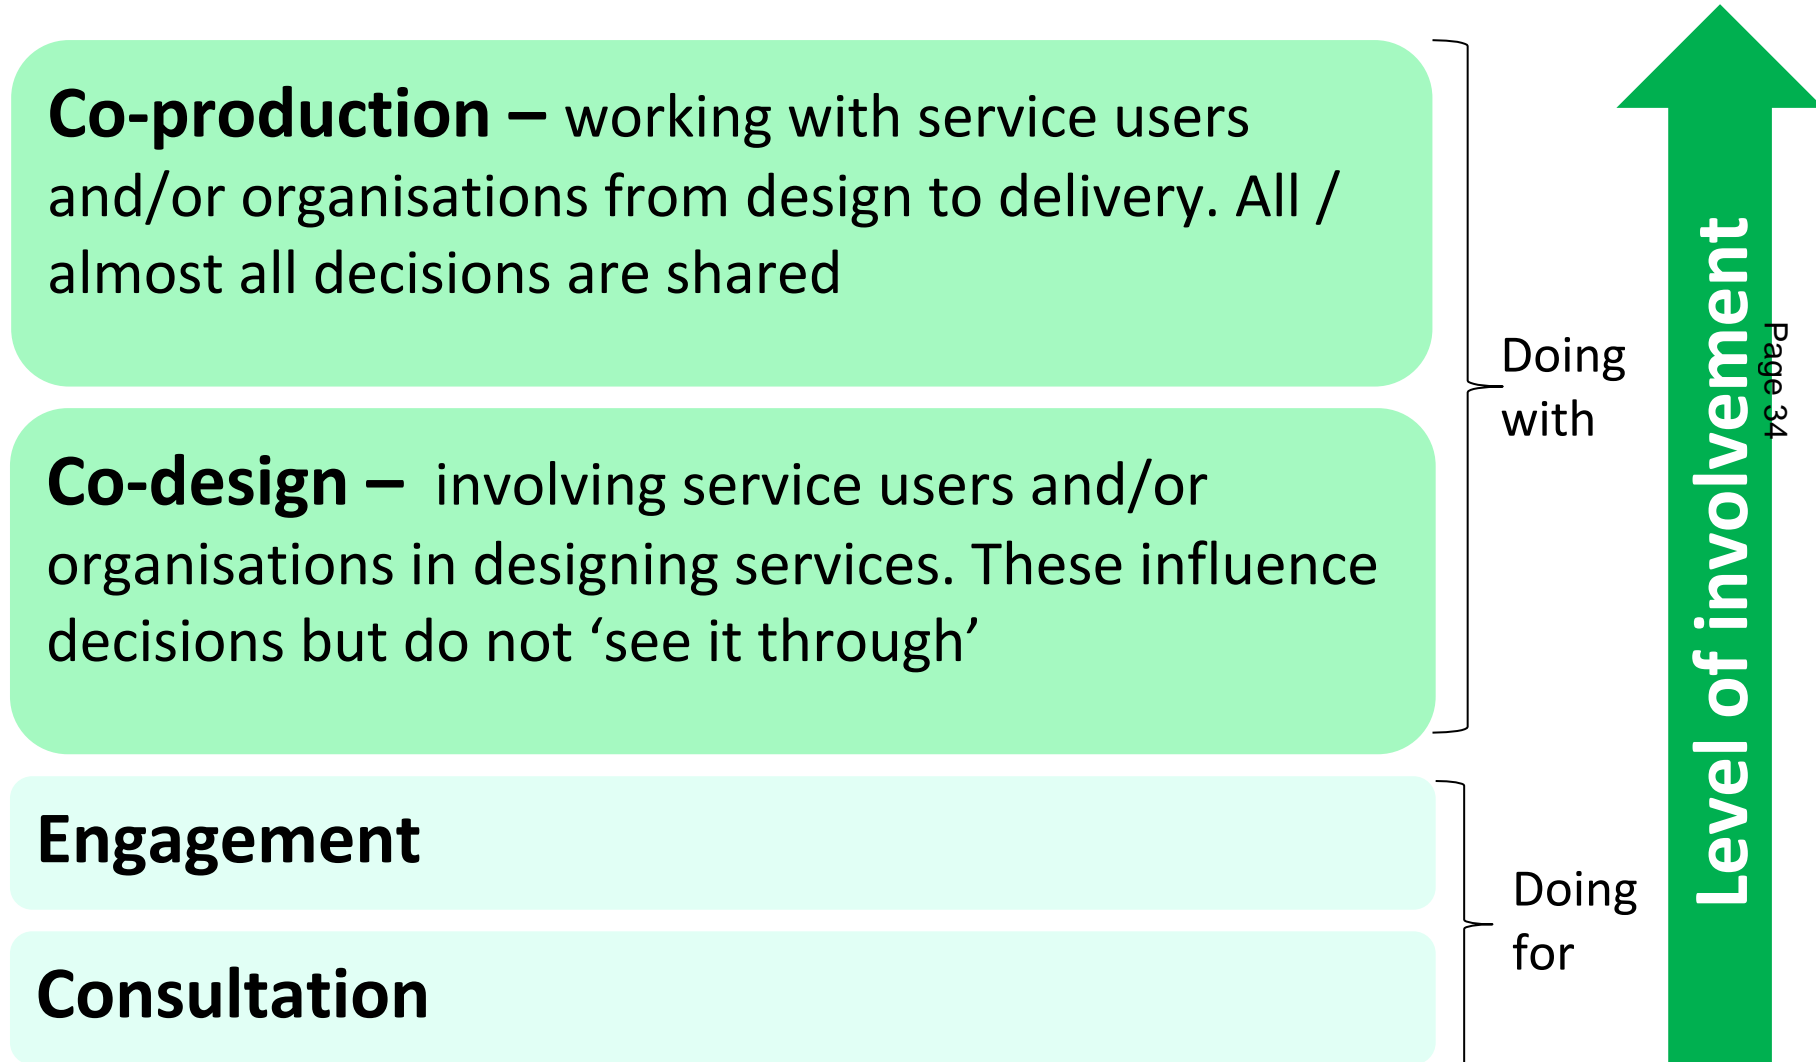 Co-production – working with service users
and/or organisations from design to delivery. All /
almost all decisions are shared
Co-design – involving service users and/or
organisations in designing services. These influence
decisions but do not ‘see it through’
Engagement
Consultation
Doing
with
Doing
for
Level of involvement
Page 34